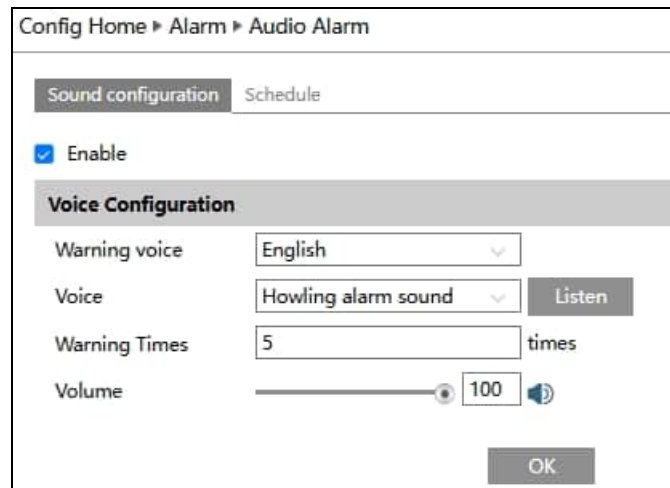 Config Home ▸ Alarm ▸ Audio Alarm
Sound configuration Schedule
Enable
Voice Configuration
Warning voice English
Voice Howling alarm sound Listen
Warning Times 5 times
Volume 100
OK